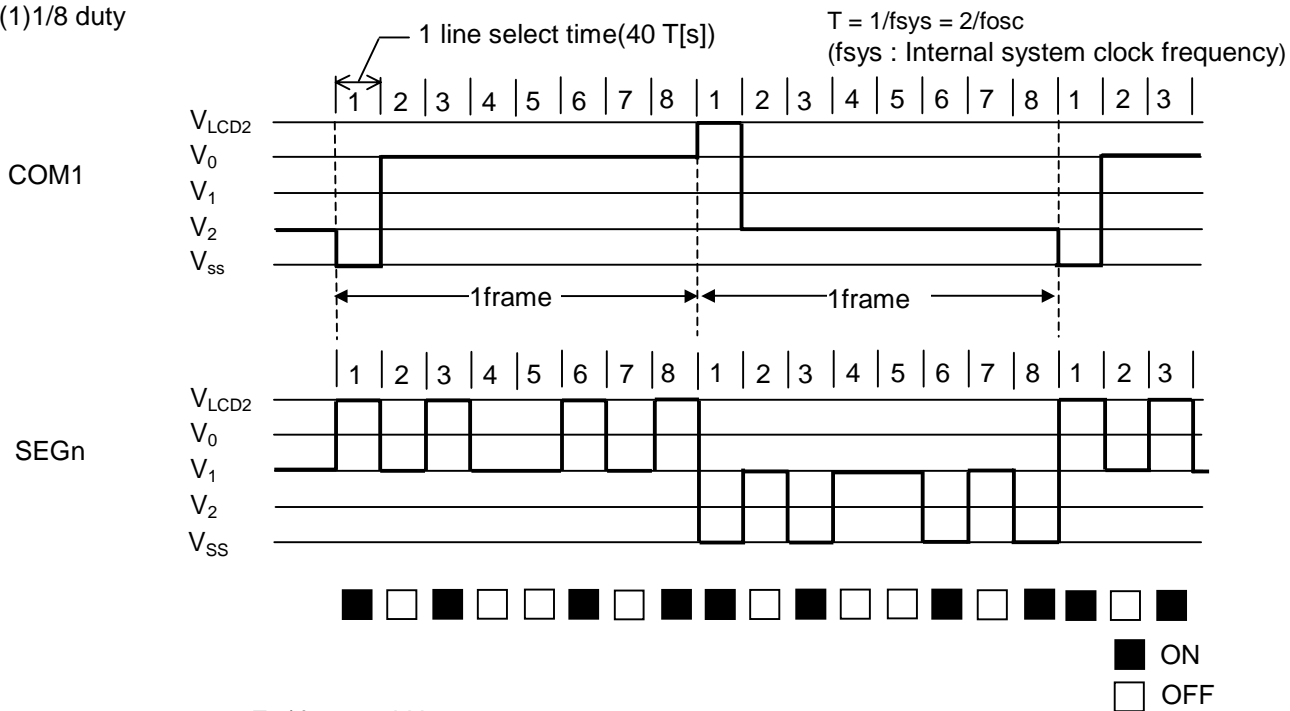 (1)1/8 duty
1 line select time(40 T[s])
T = 1/fsys = 2/fosc
(fsys : Internal system clock frequency)
1 2 3 4 5 6 7 8 1 2 3 4 5 6 7 8 1 2 3
COM1
VLCD2
V0
V1
V2
Vss
1frame 1frame
1 2 3 4 5 6 7 8 1 2 3 4 5 6 7 8 1 2 3
SEGn
VLCD2
V0
V1
V2
VSS
ON
OFF